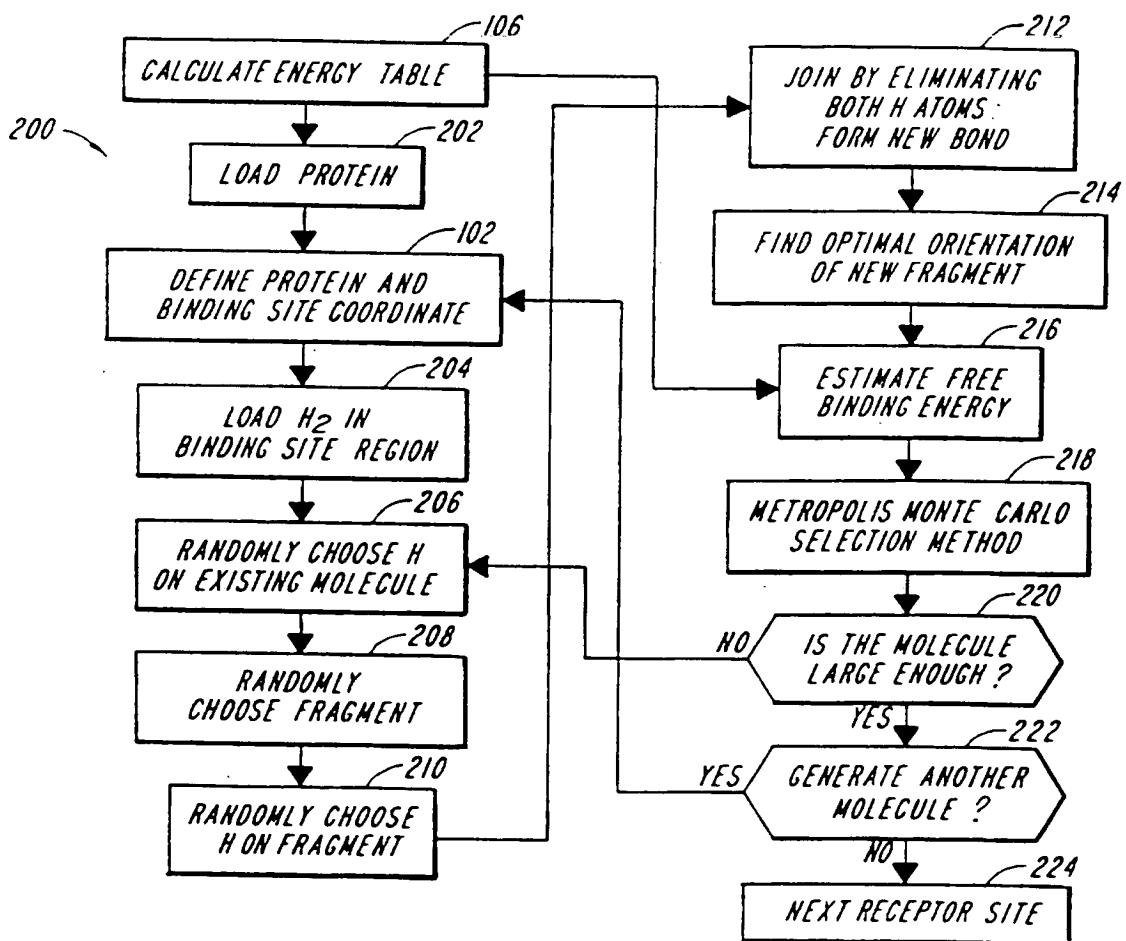 106
CALCULATE ENERGY TABLE
200
202
LOAD PROTEIN
102
DEFINE PROTEIN AND
BINDING SITE COORDINATE
204
LOAD H2 IN
BINDING SITE REGION
206
RANDOMLY CHOOSE H
ON EXISTING MOLECULE
208
RANDOMLY
CHOOSE FRAGMENT
210
RANDOMLY CHOOSE
H ON FRAGMENT
212
JOIN BY ELIMINATING
BOTH H ATOMS:
FORM NEW BOND
214
FIND OPTIMAL ORIENTATION
OF NEW FRAGMENT
216
ESTIMATE FREE
BINDING ENERGY
218
METROPOLIS MONTE CARLO
SELECTION METHOD
220
NO
IS THE MOLECULE
LARGE ENOUGH ?
YES
222
YES
GENERATE ANOTHER
MOLECULE ?
NO
224
NEXT RECEPTOR SITE